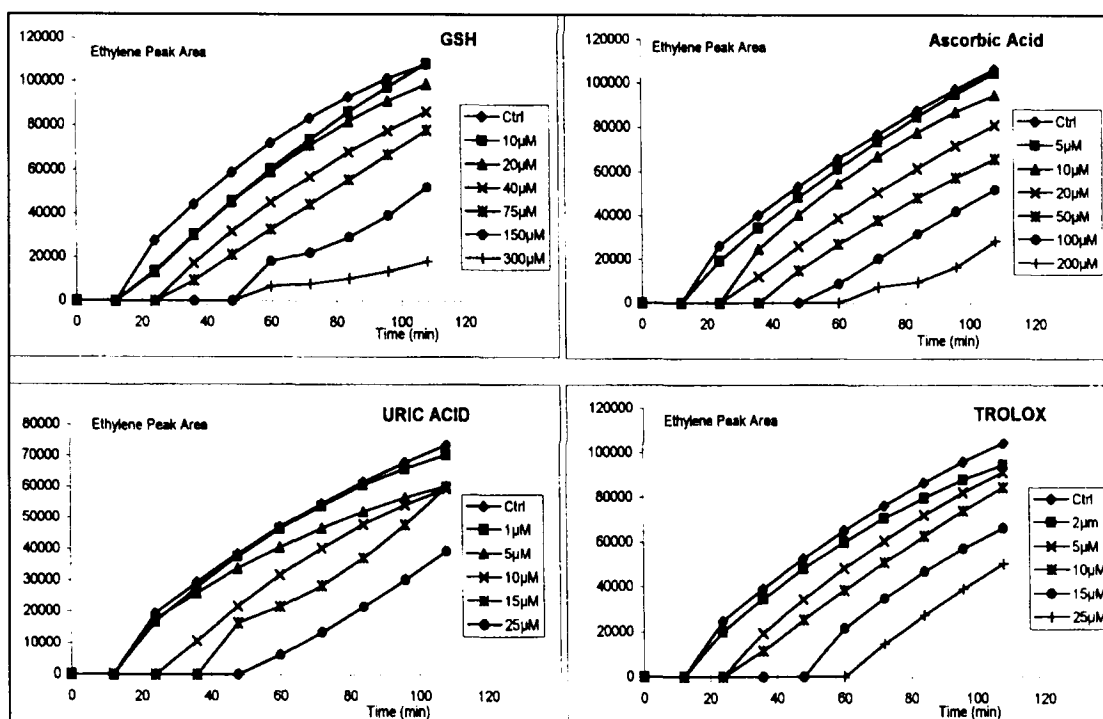 GSH
Ethylene Peak Area
120000
100000
80000
60000
40000
20000
0
0 20 40 60 80 100 120
Time (min)
Ctrl
10µM
20µM
40µM
75µM
150µM
300µM
Ascorbic Acid
Ethylene Peak Area
120000
100000
80000
60000
40000
20000
0
0 20 40 60 80 100 120
Time (min)
Ctrl
5µM
10µM
20µM
50µM
100µM
200µM
URIC ACID
Ethylene Peak Area
80000
70000
60000
50000
40000
30000
20000
10000
0
0 20 40 60 80 100 120
Time (min)
Ctrl
1µM
5µM
10µM
15µM
25µM
TROLOX
Ethylene Peak Area
120000
100000
80000
60000
40000
20000
0
0 20 40 60 80 100 120
Time (min)
Ctrl
2µm
5µM
10µM
15µM
25µM